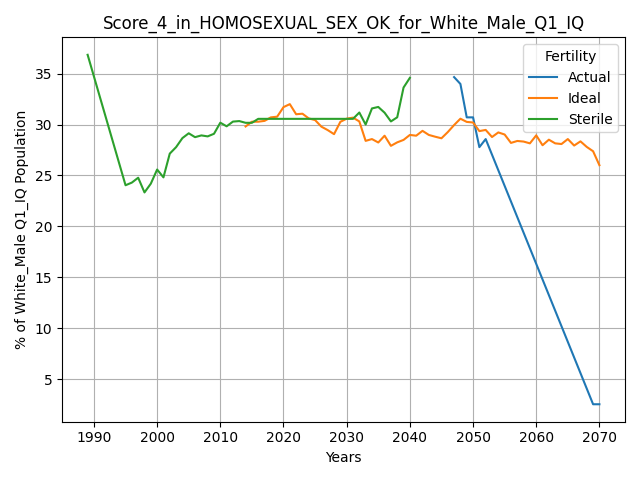 Score_4_in_HOMOSEXUAL_SEX_OK_for_White_Male_Q1_IQ
Fertility
Actual
Ideal
Sterile
% of White_Male Q1_IQ Population
35
30
25
20
15
10
5
1990 2000 2010 2020 2030 2040 2050 2060 2070
Years